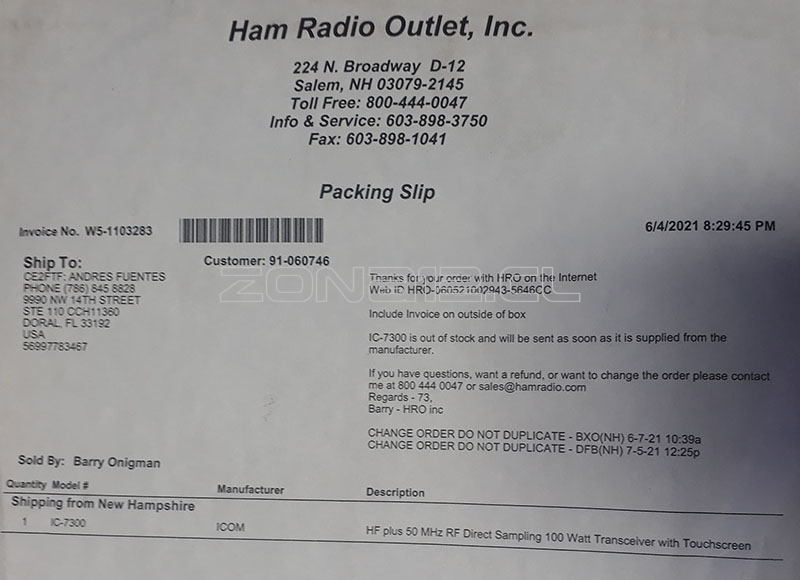 Ham Radio Outlet, Inc.
224 N. Broadway D-12
Salem, NH 03079-2145
Toll Free: 800-444-0047
Info & Service: 603-898-3750
Fax: 603-898-1041
Packing Slip
Invoice No. W5-1103283
6/4/2021 8:29:45 PM
Ship To:
Customer: 91-060746
CE2FTF: ANDRES FUENTES
PHONE (786) 845 8828
9990 NW 14TH STREET
STE 110 CCH11360
DORAL, FL 33192
USA
56997783467
Thanks for your order with HRO on the Internet
Web ID HRO-060521002943-5646CC
ZONADIZ.CL
Include Invoice on outside of box
IC-7300 is out of stock and will be sent as soon as it is supplied from the
manufacturer.
If you have questions, want a refund, or want to change the order please contact
me at 800 444 0047 or sales@hamradio.com
Regards - 73,
Barry - HRO inc
CHANGE ORDER DO NOT DUPLICATE - BXO(NH) 6-7-21 10:39a
CHANGE ORDER DO NOT DUPLICATE - DFB(NH) 7-5-21 12:25p
Sold By: Barry Onigman
Quantity Model # Manufacturer Description
Shipping from New Hampshire
1 IC-7300 ICOM HF plus 50 MHz RF Direct Sampling 100 Watt Transceiver with Touchscreen